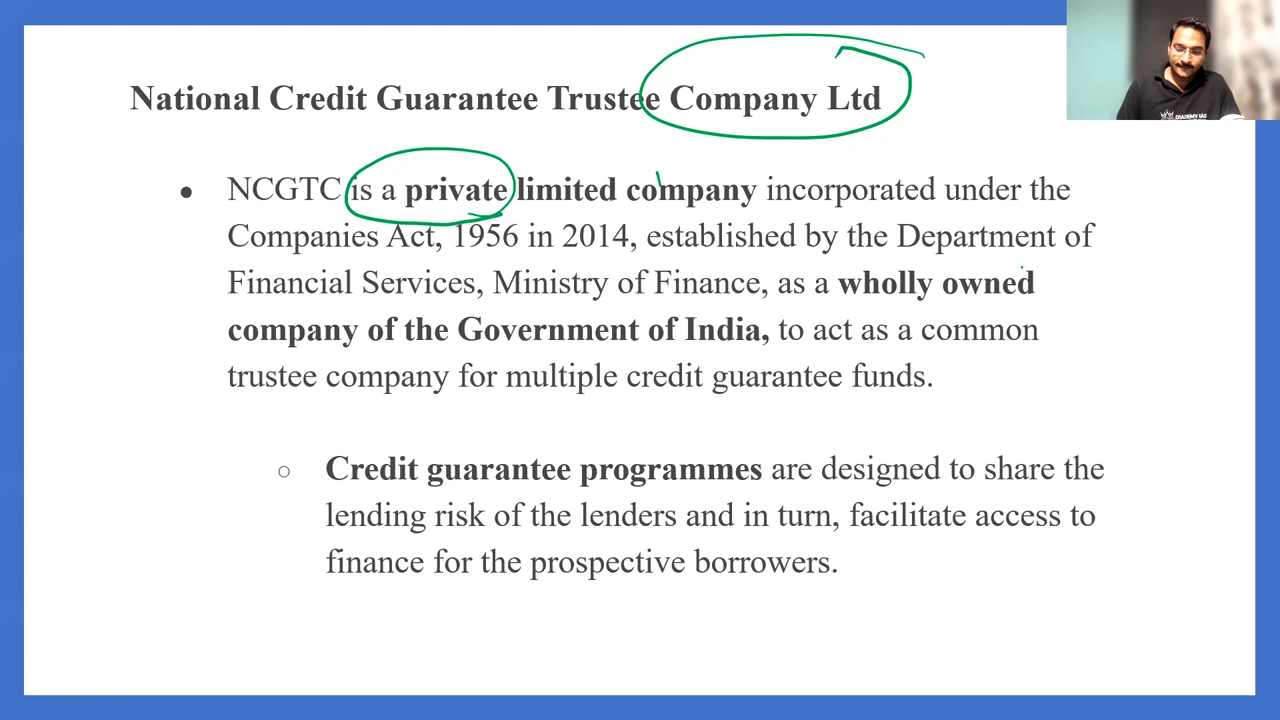 National Credit Guarantee Trustee Company Ltd
● NCGTC is a private limited company incorporated under the
Companies Act, 1956 in 2014, established by the Department of
Financial Services, Ministry of Finance, as a wholly owned
company of the Government of India, to act as a common
trustee company for multiple credit guarantee funds.
○ Credit guarantee programmes are designed to share the
lending risk of the lenders and in turn, facilitate access to
finance for the prospective borrowers.